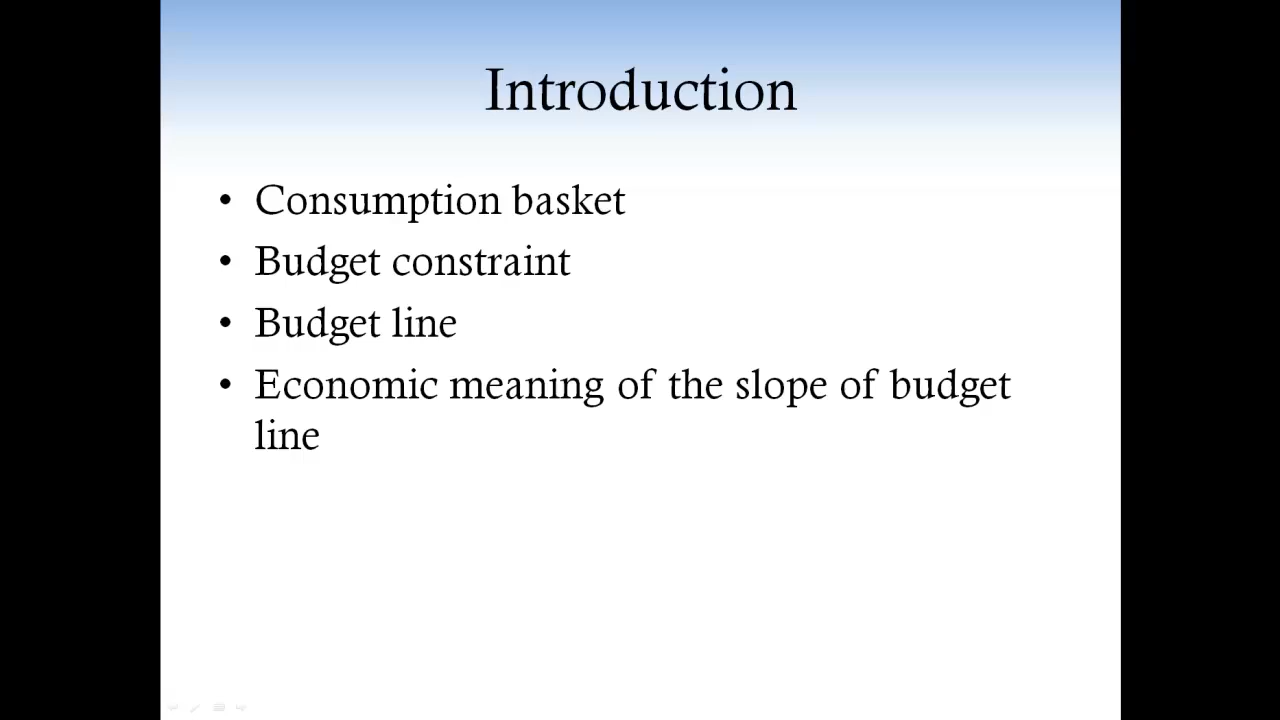 Introduction
• Consumption basket
• Budget constraint
• Budget line
• Economic meaning of the slope of budget
line